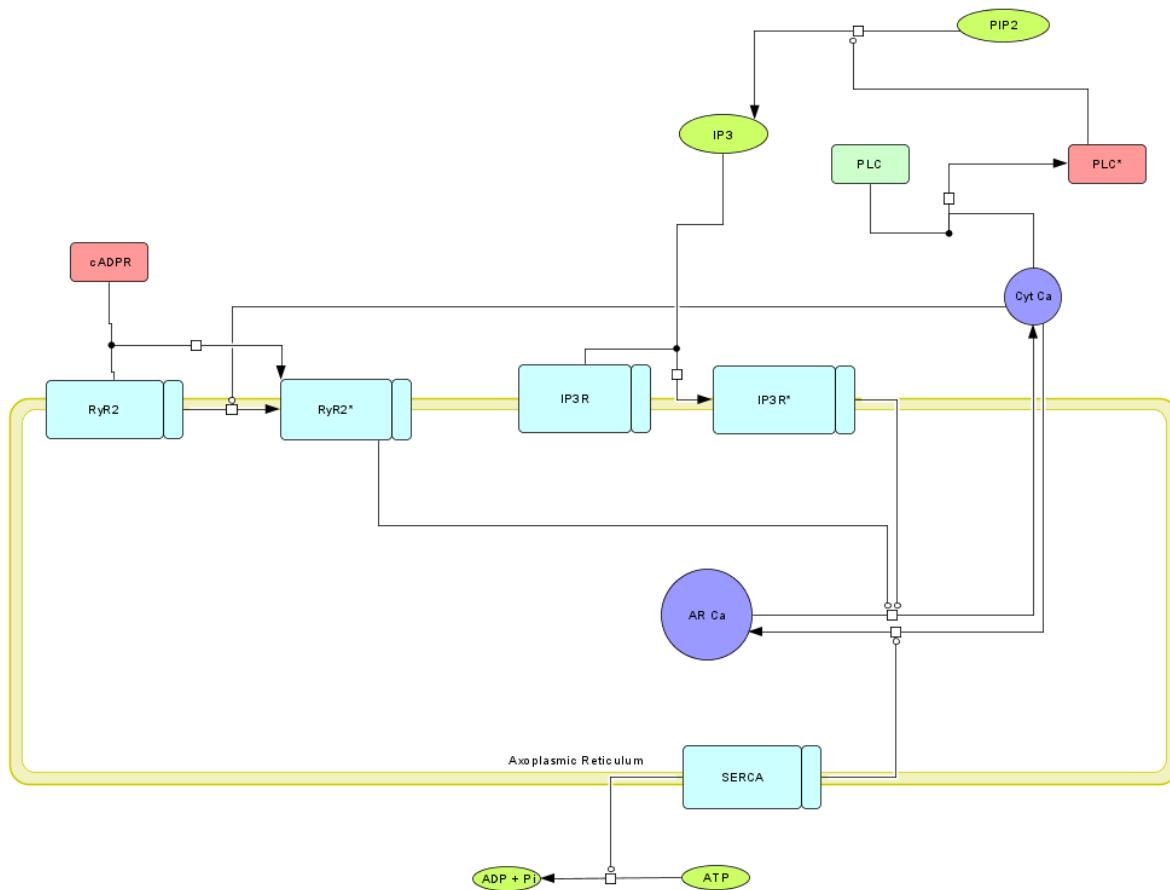 PIP2
IP3
PLC
PLC*
cADPR
Cyt Ca
RyR2
RyR2*
IP3R
IP3R*
AR Ca
Axoplasmic Reticulum
SERCA
ADP + Pi
ATP